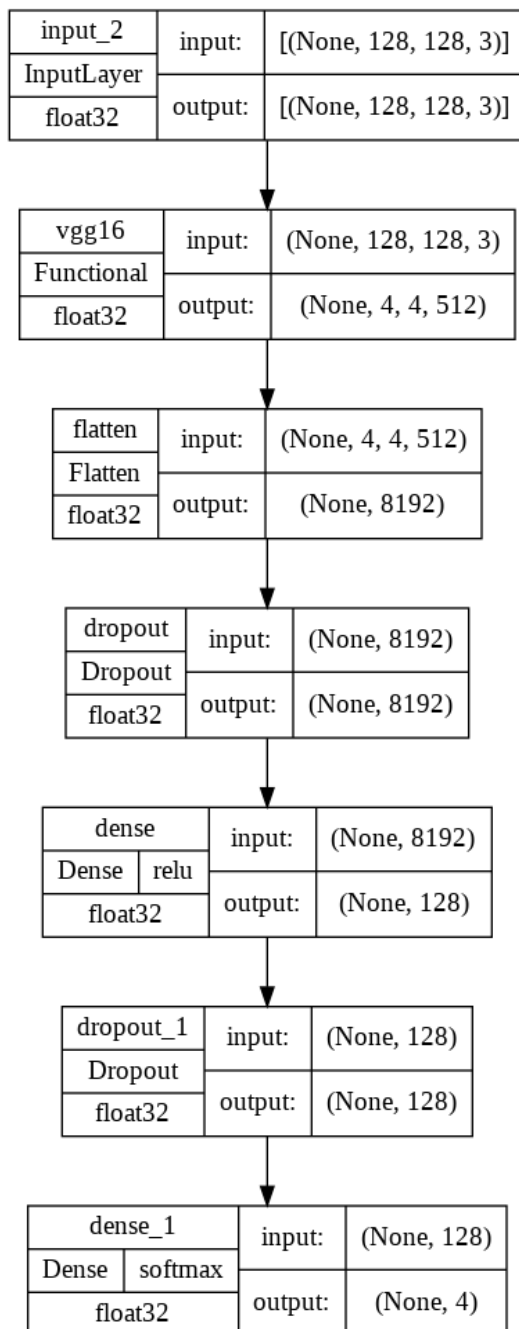 input_2 input: [(None, 128, 128, 3)]
InputLayer
float32 output: [(None, 128, 128, 3)]
vgg16 input: (None, 128, 128, 3)
Functional
float32 output: (None, 4, 4, 512)
flatten input: (None, 4, 4, 512)
Flatten
float32 output: (None, 8192)
dropout input: (None, 8192)
Dropout
float32 output: (None, 8192)
dense input: (None, 8192)
Dense relu
float32 output: (None, 128)
dropout_1 input: (None, 128)
Dropout
float32 output: (None, 128)
dense_1 input: (None, 128)
Dense softmax
float32 output: (None, 4)